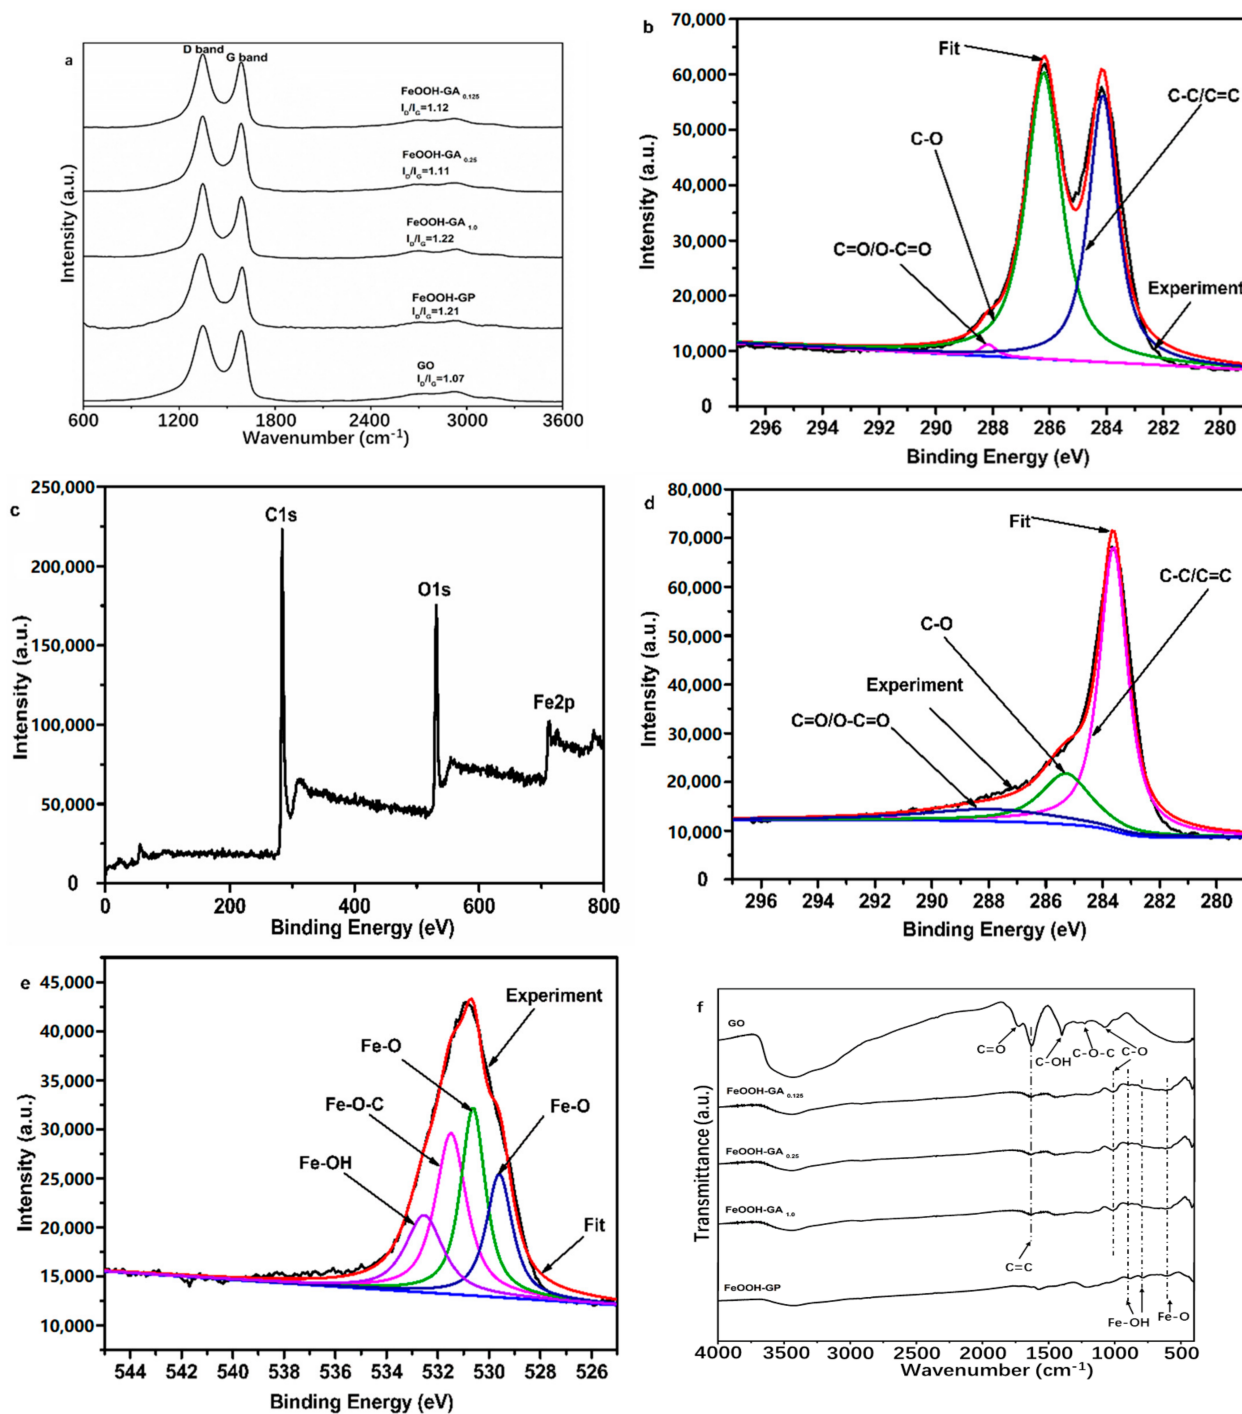 a
D band
G band
FeOOH-GA 0.125
ID/IG=1.12
FeOOH-GA 0.25
ID/IG=1.11
FeOOH-GA 1.0
ID/IG=1.22
FeOOH-GP
ID/IG=1.21
GO
ID/IG=1.07
Intensity (a.u.)
600 1200 1800 2400 3000 3600
Wavenumber (cm-1)
b
70,000
60,000
50,000
40,000
30,000
20,000
10,000
0
Fit
C-C/C=C
C-O
C=O/O-C=O
Experiment
Intensity (a.u.)
296 294 292 290 288 286 284 282 280
Binding Energy (eV)
c
250,000
225,000
200,000
175,000
150,000
125,000
100,000
75,000
50,000
25,000
0
C1s
O1s
Fe2p
Intensity (a.u.)
0 200 400 600 800
Binding Energy (eV)
d
80,000
70,000
60,000
50,000
40,000
30,000
20,000
10,000
0
Fit
C-C/C=C
C-O
Experiment
C=O/O-C=O
Intensity (a.u.)
296 294 292 290 288 286 284 282 280
Binding Energy (eV)
e
45,000
40,000
35,000
30,000
25,000
20,000
15,000
10,000
Experiment
Fe-O
Fe-O-C
Fe-O
Fe-OH
Fit
Intensity (a.u.)
544 542 540 538 536 534 532 530 528 526
Binding Energy (eV)
f
GO
C=O
C-OH
C-O-C
C-O
FeOOH-GA 0.125
FeOOH-GA 0.25
FeOOH-GA 1.0
C=C
FeOOH-GP
Fe-OH
Fe-O
Transmittance (a.u.)
4000 3500 3000 2500 2000 1500 1000 500
Wavenumber (cm-1)